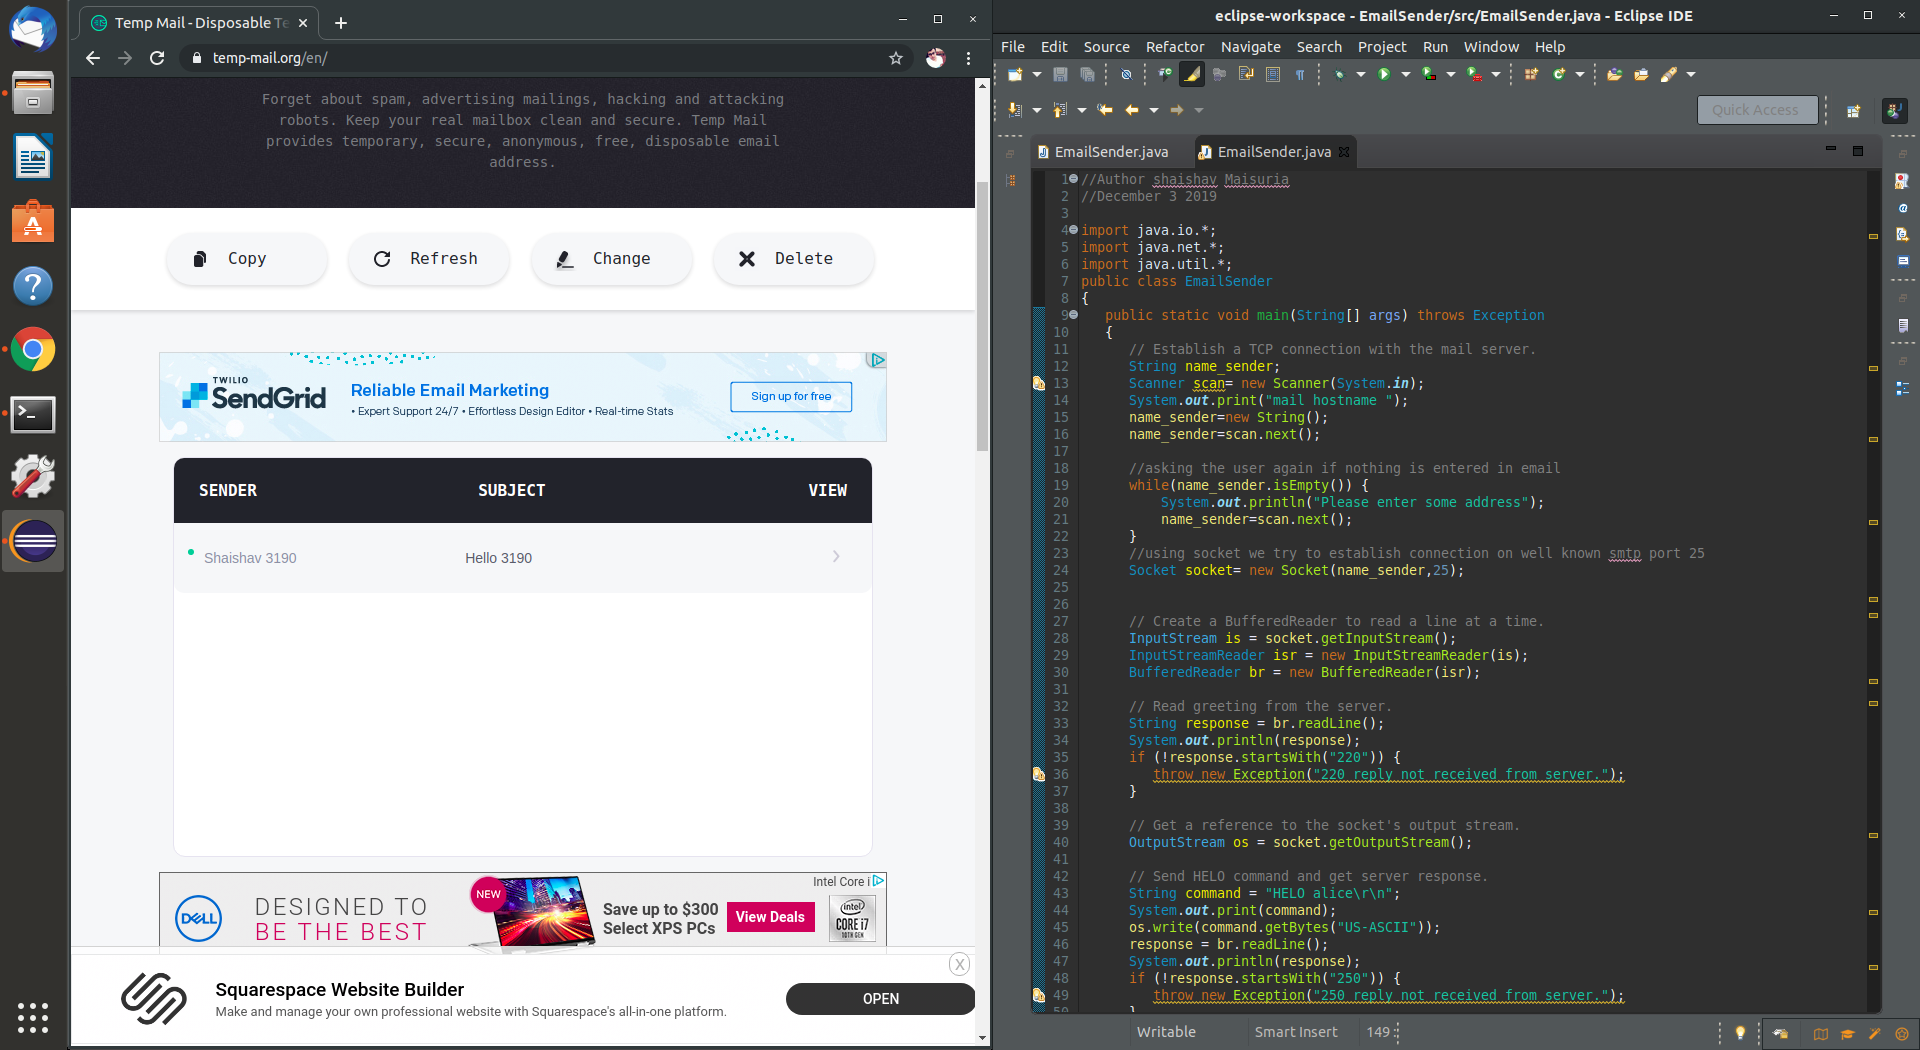 Temp Mail - Disposable Te
temp-mail.org/en/
Forget about spam, advertising mailings, hacking and attacking
robots. Keep your real mailbox clean and secure. Temp Mail
provides temporary, secure, anonymous, free, disposable email
address.
Copy
Refresh
Change
Delete
TWILIO
SendGrid
Reliable Email Marketing
• Expert Support 24/7 • Effortless Design Editor • Real-time Stats
Sign up for free
SENDER SUBJECT VIEW
Shaishav 3190 Hello 3190
DELL
DESIGNED TO
BE THE BEST
NEW
Save up to $300
Select XPS PCs
View Deals
Intel Core i
intel
CORE i7
10TH GEN
X
Squarespace Website Builder
Make and manage your own professional website with Squarespace's all-in-one platform.
OPEN
eclipse-workspace - EmailSender/src/EmailSender.java - Eclipse IDE
File Edit Source Refactor Navigate Search Project Run Window Help
Quick Access
EmailSender.java
EmailSender.java
1 //Author shaishav Maisuria
2 //December 3 2019
3
4 import java.io.*;
5 import java.net.*;
6 import java.util.*;
7 public class EmailSender
8 {
9 public static void main(String[] args) throws Exception
10 {
11 // Establish a TCP connection with the mail server.
12 String name_sender;
13 Scanner scan= new Scanner(System.in);
14 System.out.print("mail hostname ");
15 name_sender=new String();
16 name_sender=scan.next();
17
18 //asking the user again if nothing is entered in email
19 while(name_sender.isEmpty()) {
20 System.out.println("Please enter some address");
21 name_sender=scan.next();
22 }
23 //using socket we try to establish connection on well known smtp port 25
24 Socket socket= new Socket(name_sender,25);
25
26
27 // Create a BufferedReader to read a line at a time.
28 InputStream is = socket.getInputStream();
29 InputStreamReader isr = new InputStreamReader(is);
30 BufferedReader br = new BufferedReader(isr);
31
32 // Read greeting from the server.
33 String response = br.readLine();
34 System.out.println(response);
35 if (!response.startsWith("220")) {
36 throw new Exception("220 reply not received from server.");
37 }
38
39 // Get a reference to the socket's output stream.
40 OutputStream os = socket.getOutputStream();
41
42 // Send HELO command and get server response.
43 String command = "HELO alice\r\n";
44 System.out.print(command);
45 os.write(command.getBytes("US-ASCII"));
46 response = br.readLine();
47 System.out.println(response);
48 if (!response.startsWith("250")) {
49 throw new Exception("250 reply not received from server.");
50 }
Writable
Smart Insert
149 :